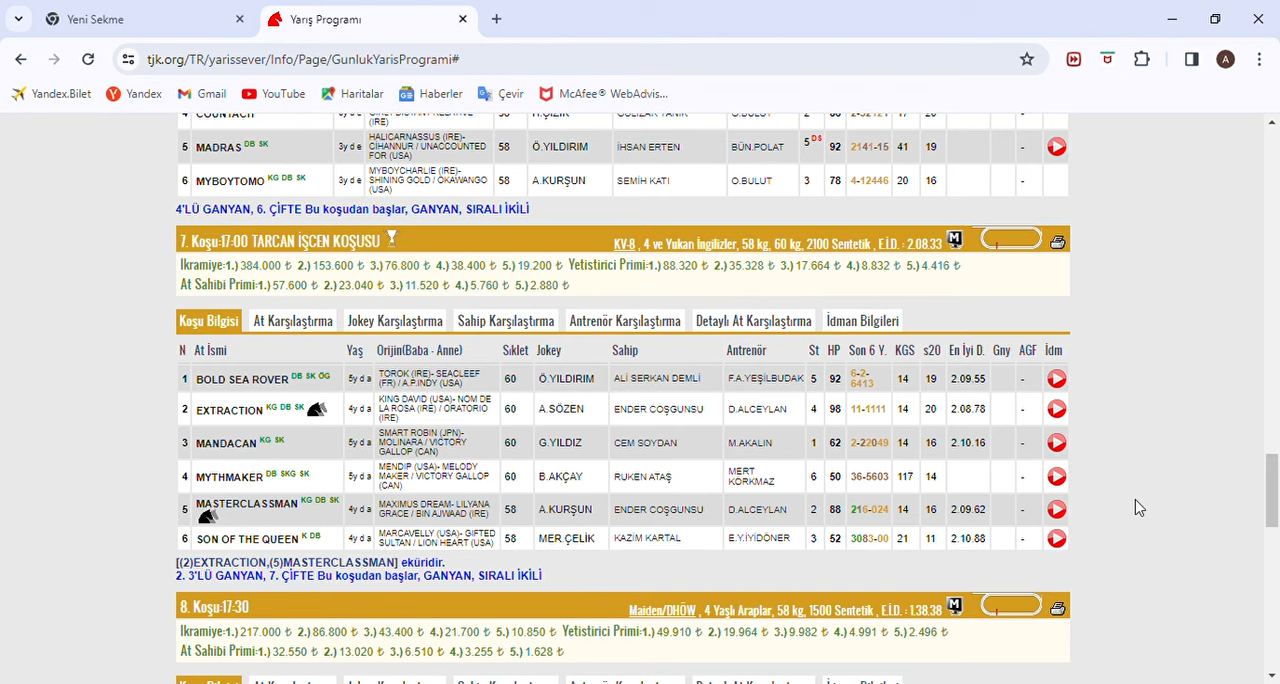 Yeni Sekme
Yarış Programı
tjk.org/TR/yarissever/Info/Page/GunlukYarisProgrami#
A
Yandex.Bilet Yandex Gmail YouTube Haritalar Haberler Çevir McAfee® WebAdvis...
(IRE)
5 MADRAS DB SK 3y d e HALICARNASSUS (IRE)- CİHANNUR / UNACCOUNTED FOR (USA) 58 Ö.YILDIRIM İHSAN ERTEN BÜN.POLAT 5 DS 92 2141-15 41 19 -
6 MYBOYTOMO KG DB SK 3y d e MYBOYCHARLIE (IRE)- SHINING GOLD / OKAWANGO (USA) 58 A.KURŞUN SEMİH KATI O.BULUT 3 78 4-12446 20 16 -
4'LÜ GANYAN, 6. ÇİFTE Bu koşudan başlar, GANYAN, SIRALI İKİLİ
7. Koşu:17:00 TARCAN İŞCEN KOŞUSU KV-8 , 4 ve Yukarı İngilizler, 58 kg, 60 kg, 2100 Sentetik , E.İ.D. : 2.08.33 M
İkramiye:1.) 384.000 ₺ 2.) 153.600 ₺ 3.) 76.800 ₺ 4.) 38.400 ₺ 5.) 19.200 ₺ Yetistirici Primi:1.) 88.320 ₺ 2.) 35.328 ₺ 3.) 17.664 ₺ 4.) 8.832 ₺ 5.) 4.416 ₺
At Sahibi Primi:1.) 57.600 ₺ 2.) 23.040 ₺ 3.) 11.520 ₺ 4.) 5.760 ₺ 5.) 2.880 ₺
Koşu Bilgisi At Karşılaştırma Jokey Karşılaştırma Sahip Karşılaştırma Antrenör Karşılaştırma Detaylı At Karşılaştırma İdman Bilgileri
N At İsmi Yaş Orijin(Baba - Anne) Sıklet Jokey Sahip Antrenör St HP Son 6 Y. KGS s20 En İyi D. Gny AGF İdm
1 BOLD SEA ROVER DB SK ÖG 5y d a TOROK (IRE)- SEACLEEF (FR) / A.P.INDY (USA) 60 Ö.YILDIRIM ALİ SERKAN DEMLİ F.A.YEŞİLBUDAK 5 92 6-2-6413 14 19 2.09.55 -
2 EXTRACTION KG DB SK 4y d a KING DAVID (USA)- NOM DE LA ROSA (IRE) / ORATORIO (IRE) 60 A.SÖZEN ENDER COŞGUNSU D.ALCEYLAN 4 98 11-1111 14 20 2.08.78 -
3 MANDACAN KG SK 5y d a SMART ROBIN (JPN)- MOLINARA / VICTORY GALLOP (CAN) 60 G.YILDIZ CEM SOYDAN M.AKALIN 1 62 2-22049 14 16 2.10.16 -
4 MYTHMAKER DB SKG SK 5y d a MENDIP (USA)- MELODY MAKER / VICTORY GALLOP (CAN) 60 B.AKÇAY RUKEN ATAŞ MERT KORKMAZ 6 50 36-5603 117 14 -
5 MASTERCLASSMAN KG DB SK 4y d a MAXIMUS DREAM- LILYANA GRACE / BIN AJWAAD (IRE) 58 A.KURŞUN ENDER COŞGUNSU D.ALCEYLAN 2 88 216-024 14 16 2.09.62 -
6 SON OF THE QUEEN K DB 4y d a MARCAVELLY (USA)- GIFTED SULTAN / LION HEART (USA) 58 MER.ÇELİK KAZIM KARTAL E.Y.İYİDÖNER 3 52 3083-00 21 11 2.10.88 -
[(2)EXTRACTION,(5)MASTERCLASSMAN] eküridir.
2. 3'LÜ GANYAN, 7. ÇİFTE Bu koşudan başlar, GANYAN, SIRALI İKİLİ
8. Koşu:17:30 Maiden/DHÖW , 4 Yaşlı Araplar, 58 kg, 1500 Sentetik , E.İ.D. : 1.38.38 M
İkramiye:1.) 217.000 ₺ 2.) 86.800 ₺ 3.) 43.400 ₺ 4.) 21.700 ₺ 5.) 10.850 ₺ Yetistirici Primi:1.) 49.910 ₺ 2.) 19.964 ₺ 3.) 9.982 ₺ 4.) 4.991 ₺ 5.) 2.496 ₺
At Sahibi Primi:1.) 32.550 ₺ 2.) 13.020 ₺ 3.) 6.510 ₺ 4.) 3.255 ₺ 5.) 1.628 ₺